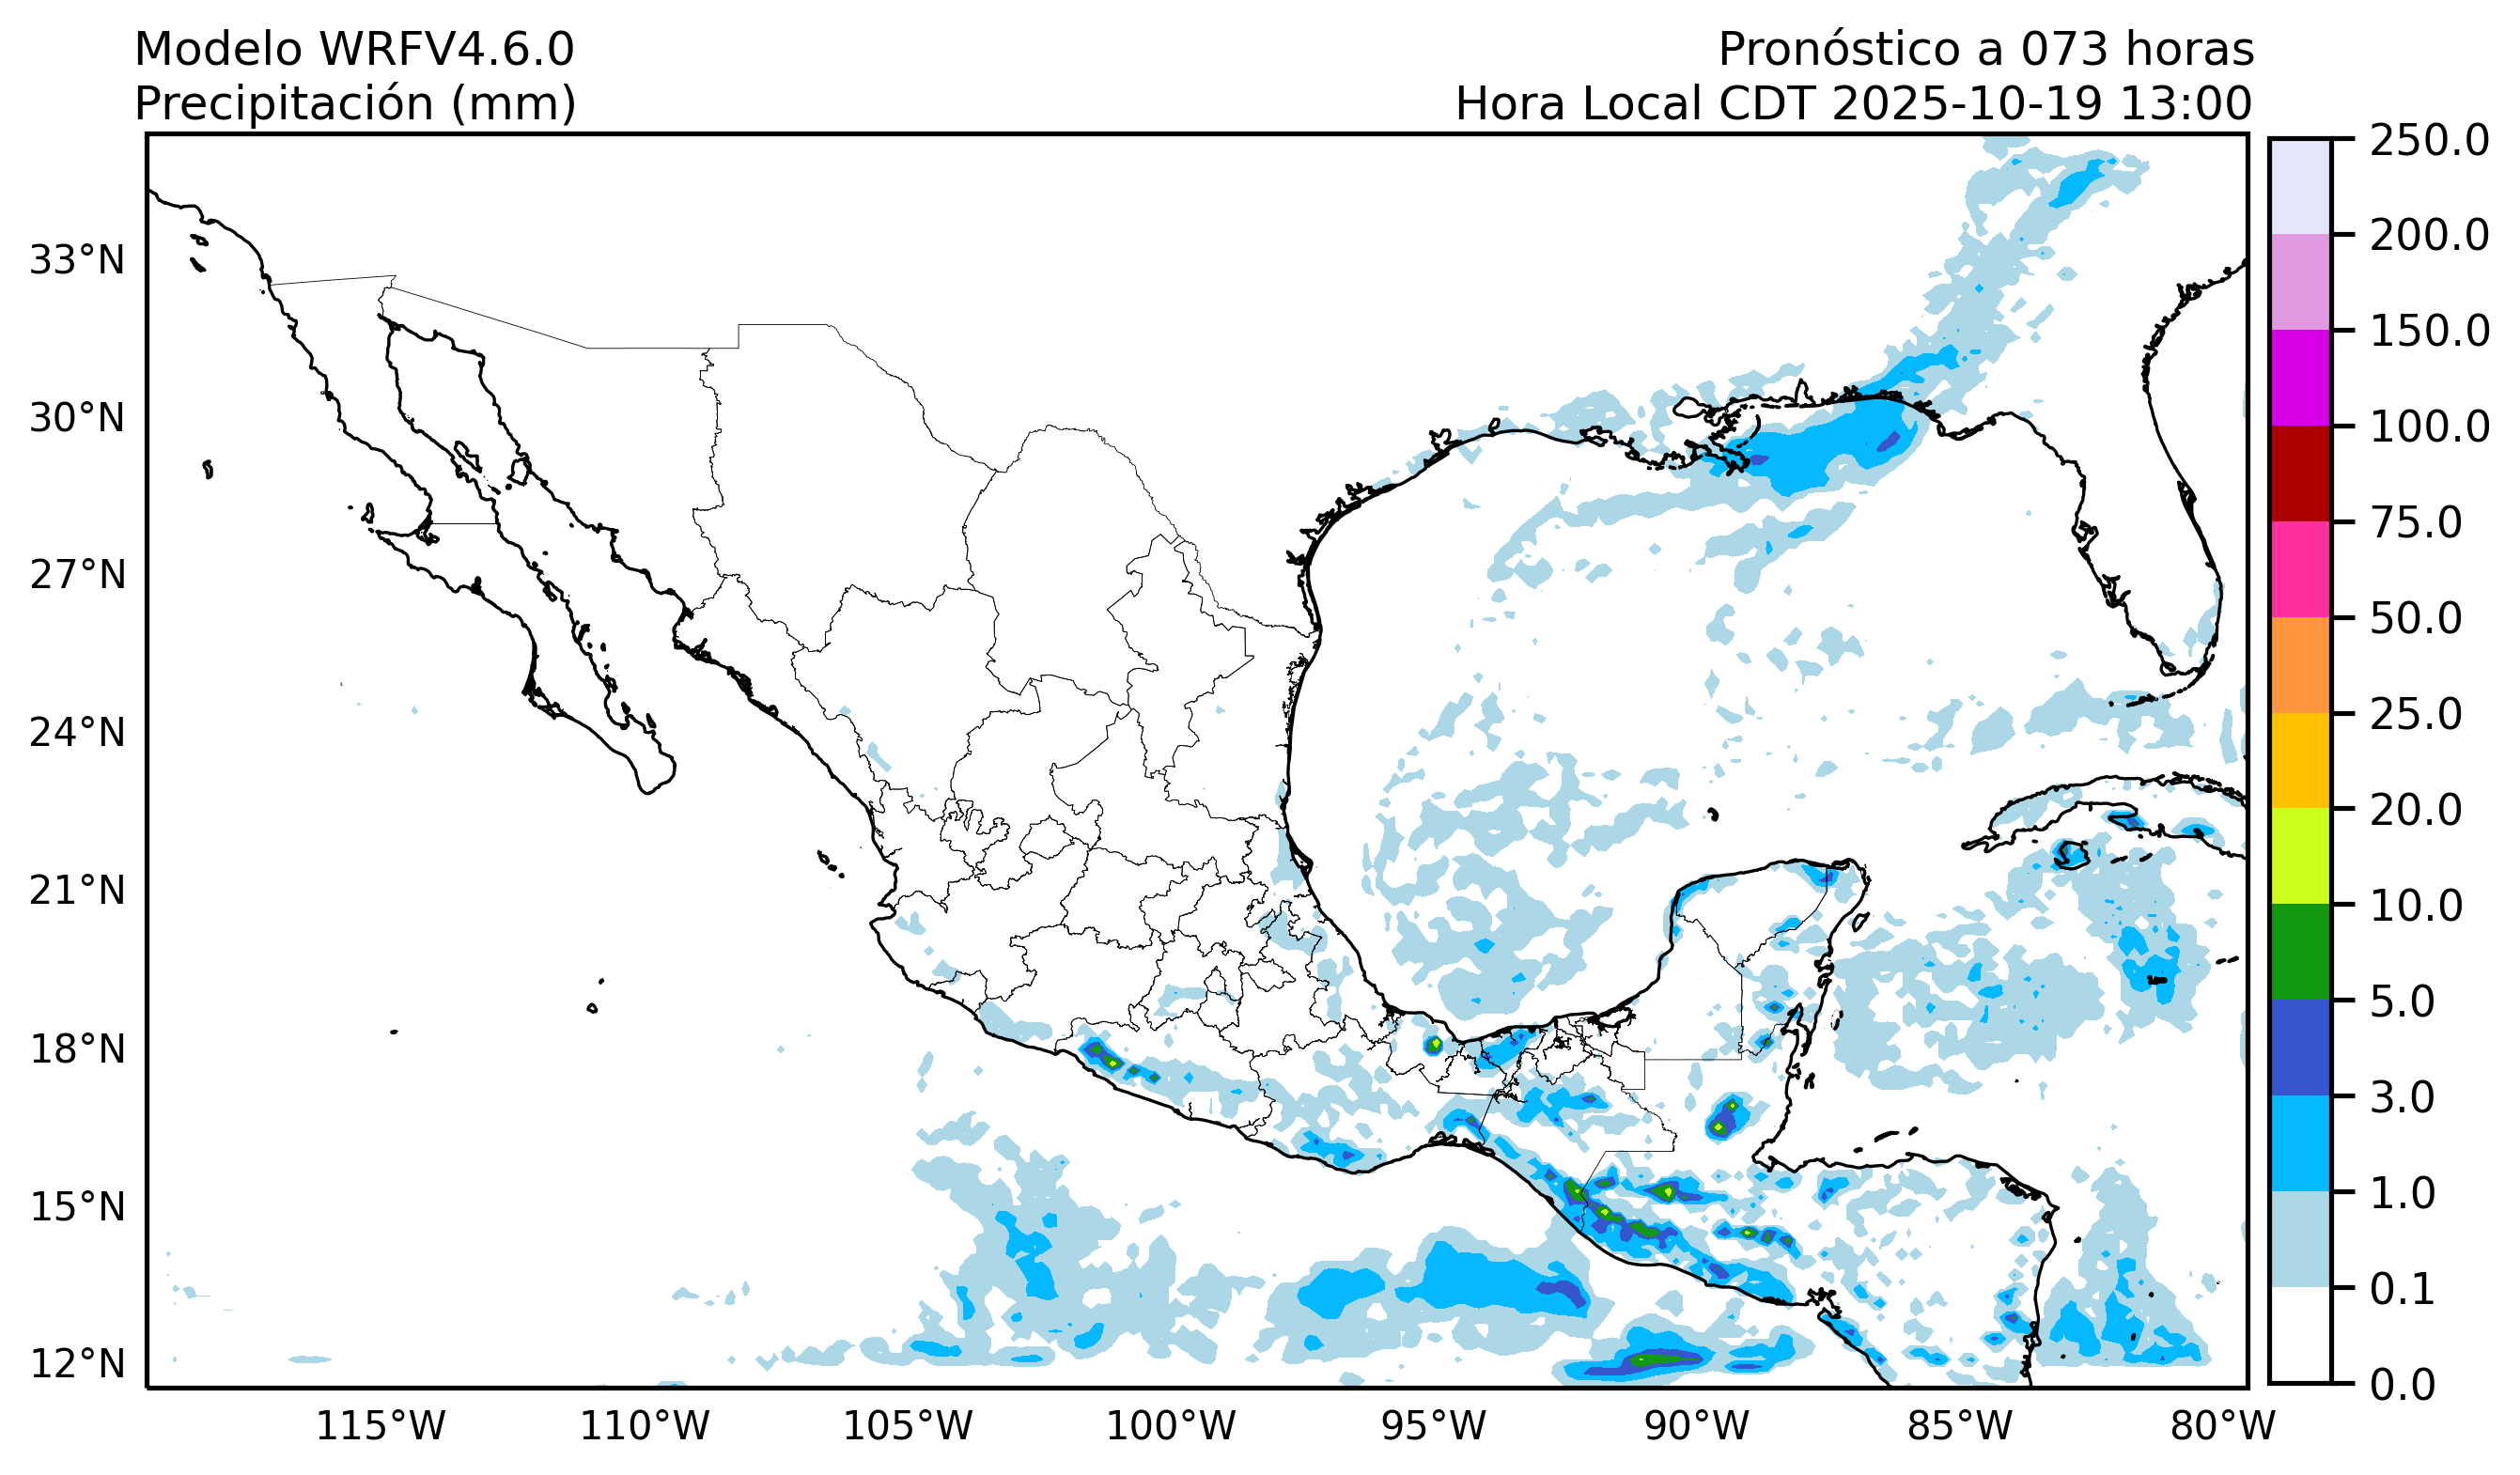 Modelo WRFV4.6.0
Precipitación (mm)
Pronóstico a 073 horas
Hora Local CDT 2025-10-19 13:00
33°N
30°N
27°N
24°N
21°N
18°N
15°N
12°N
115°W
110°W
105°W
100°W
95°W
90°W
85°W
80°W
250.0
200.0
150.0
100.0
75.0
50.0
25.0
20.0
10.0
5.0
3.0
1.0
0.1
0.0